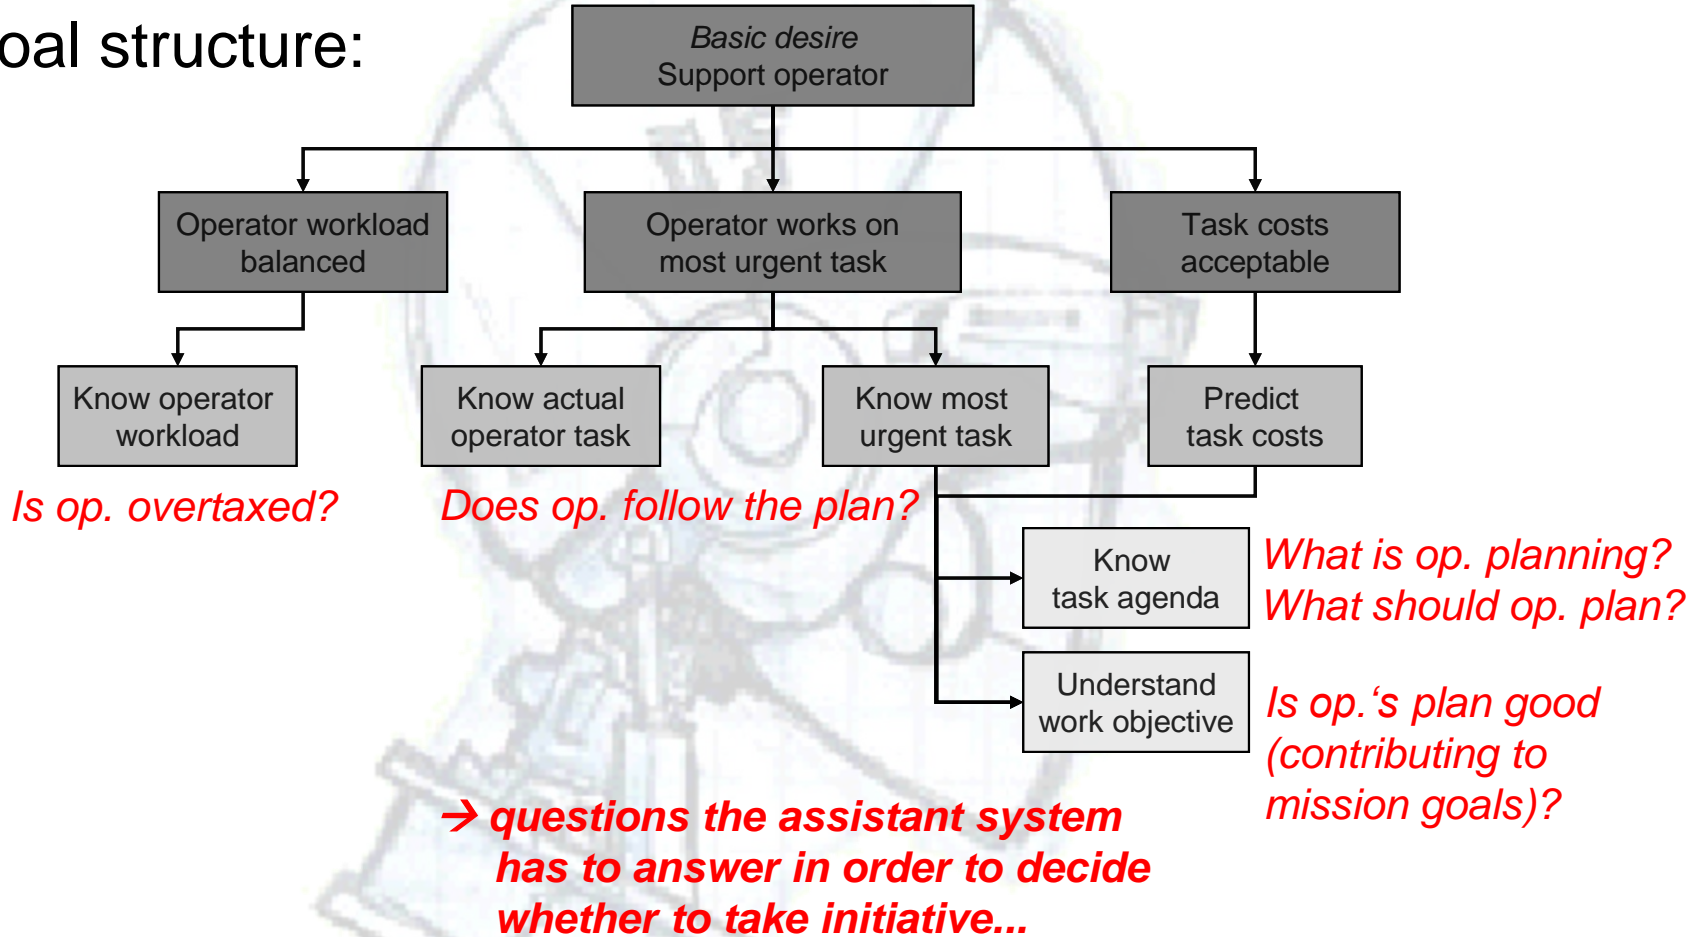 oal structure:
Basic desire
Support operator
Operator workload
balanced
Operator works on
most urgent task
Task costs
acceptable
Know operator
workload
Know actual
operator task
Know most
urgent task
Predict
task costs
Is op. overtaxed?
Does op. follow the plan?
Know
task agenda
What is op. planning?
What should op. plan?
Understand
work objective
Is op.‘s plan good
(contributing to
mission goals)?
→ questions the assistant system
has to answer in order to decide
whether to take initiative...